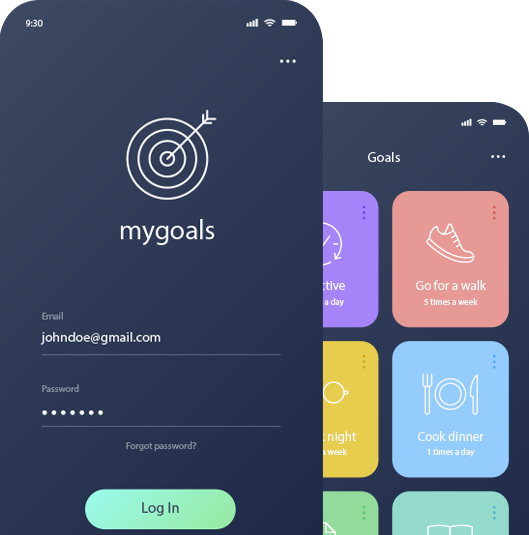 9:30
mygoals
Email
johndoe@gmail.com
Password
Forgot password?
Log In
Goals
a day
Go for a walk
5 times a week
night
a week
Cook dinner
1 times a day